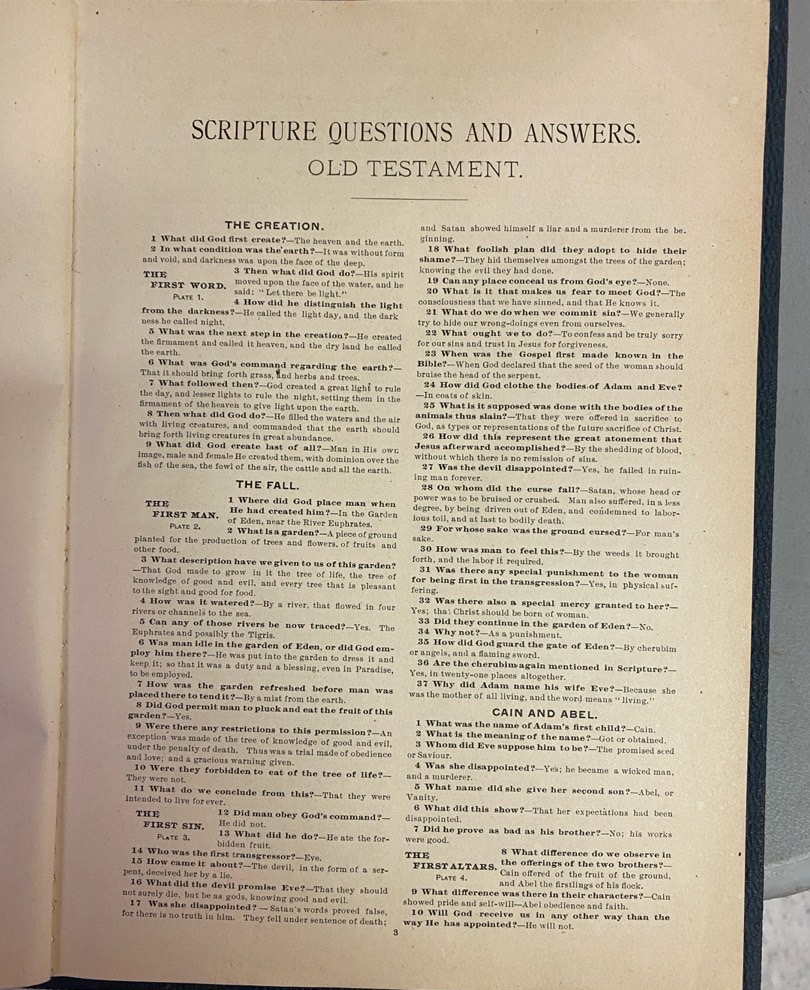 SCRIPTURE QUESTIONS AND ANSWERS.
OLD TESTAMENT.
THE CREATION.
1 What did God first create?—The heaven and the earth.
2 In what condition was the earth?—It was without form
and void, and darkness was upon the face of the deep.
THE
FIRST WORD.
PLATE 1.
3 Then what did God do?—His spirit
moved upon the face of the water, and he
said: "Let there be light."
4 How did he distinguish the light
from the darkness?—He called the light day, and the dark
ness he called night.
5 What was the next step in the creation?—He created
the firmament and called it heaven, and the dry land he called
the earth.
6 What was God's command regarding the earth?—
That it should bring forth grass, and herbs and trees.
7 What followed then?—God created a great light to rule
the day, and lesser lights to rule the night, setting them in the
firmament of the heaven to give light upon the earth.
8 Then what did God do?—He filled the waters and the air
with living creatures, and commanded that the earth should
bring forth living creatures in great abundance.
9 What did God create last of all?—Man in His own
image, male and female He created them, with dominion over the
fish of the sea, the fowl of the air, the cattle and all the earth.
THE FALL.
THE
FIRST MAN.
PLATE 2.
1 Where did God place man when
He had created him?—In the Garden
of Eden, near the River Euphrates.
2 What is a garden?—A piece of ground
planted for the production of trees and flowers, of fruits and
other food.
3 What description have we given to us of this garden?
—That God made to grow in it the tree of life, the tree of
knowledge of good and evil, and every tree that is pleasant
to the sight and good for food.
4 How was it watered?—By a river, that flowed in four
rivers or channels to the sea.
5 Can any of those rivers be now traced?—Yes. The
Euphrates and possibly the Tigris.
6 Was man idle in the garden of Eden, or did God em-
ploy him there?—He was put into the garden to dress it and
keep it; so that it was a duty and a blessing, even in Paradise,
to be employed.
7 How was the garden refreshed before man was
placed there to tend it?—By a mist from the earth.
8 Did God permit man to pluck and eat the fruit of this
garden?—Yes.
9 Were there any restrictions to this permission?—An
exception was made of the tree of knowledge of good and evil,
under the penalty of death. Thus was a trial made of obedience
and love; and a gracious warning given.
10 Were they forbidden to eat of the tree of life?—
They were not.
11 What do we conclude from this?—That they were
intended to live for ever.
THE
FIRST SIN.
PLATE 3.
12 Did man obey God's command?—
He did not.
13 What did he do?—He ate the for-
bidden fruit.
14 Who was the first transgressor?—Eve.
15 How came it about?—The devil, in the form of a ser-
pent, deceived her by a lie.
16 What did the devil promise Eve?—That they should
not surely die, but be as gods, knowing good and evil.
17 Was she disappointed?—Satan's words proved false,
for there is no truth in him. They fell under sentence of death;
and Satan showed himself a liar and a murderer from the be-
ginning.
18 What foolish plan did they adopt to hide their
shame?—They hid themselves amongst the trees of the garden;
knowing the evil they had done.
19 Can any place conceal us from God's eye?—None.
20 What is it that makes us fear to meet God?—The
consciousness that we have sinned, and that He knows it.
21 What do we do when we commit sin?—We generally
try to hide our wrong-doings even from ourselves.
22 What ought we to do?—To confess and be truly sorry
for our sins and trust in Jesus for forgiveness.
23 When was the Gospel first made known in the
Bible?—When God declared that the seed of the woman should
bruise the head of the serpent.
24 How did God clothe the bodies of Adam and Eve?
—In coats of skin.
25 What is it supposed was done with the bodies of the
animals thus slain?—That they were offered in sacrifice to
God, as types or representations of the future sacrifice of Christ.
26 How did this represent the great atonement that
Jesus afterward accomplished?—By the shedding of blood,
without which there is no remission of sins.
27 Was the devil disappointed?—Yes, he failed in ruin-
ing man forever.
28 On whom did the curse fall?—Satan, whose head or
power was to be bruised or crushed. Man also suffered, in a less
degree, by being driven out of Eden, and condemned to labor-
ious toil, and at last to bodily death.
29 For whose sake was the ground cursed?—For man's
sake.
30 How was man to feel this?—By the weeds it brought
forth, and the labor it required.
31 Was there any special punishment to the woman
for being first in the transgression?—Yes, in physical suf-
fering.
32 Was there also a special mercy granted to her?—
Yes; that Christ should be born of woman.
33 Did they continue in the garden of Eden?—No.
34 Why not?—As a punishment.
35 How did God guard the gate of Eden?—By cherubim
or angels, and a flaming sword.
36 Are the cherubim again mentioned in Scripture?—
Yes, in twenty-one places altogether.
37 Why did Adam name his wife Eve?—Because she
was the mother of all living, and the word means "living."
CAIN AND ABEL.
1 What was the name of Adam's first child?—Cain.
2 What is the meaning of the name?—Got or obtained.
3 Whom did Eve suppose him to be?—The promised seed
or Saviour.
4 Was she disappointed?—Yes; he became a wicked man,
and a murderer.
5 What name did she give her second son?—Abel, or
Vanity.
6 What did this show?—That her expectations had been
disappointed.
7 Did he prove as bad as his brother?—No; his works
were good.
THE
FIRST ALTARS.
PLATE 4.
8 What difference do we observe in
the offerings of the two brothers?—
Cain offered of the fruit of the ground,
and Abel the firstlings of his flock.
9 What difference was there in their characters?—Cain
showed pride and self-will—Abel obedience and faith.
10 Will God receive us in any other way than the
way He has appointed?—He will not.
3